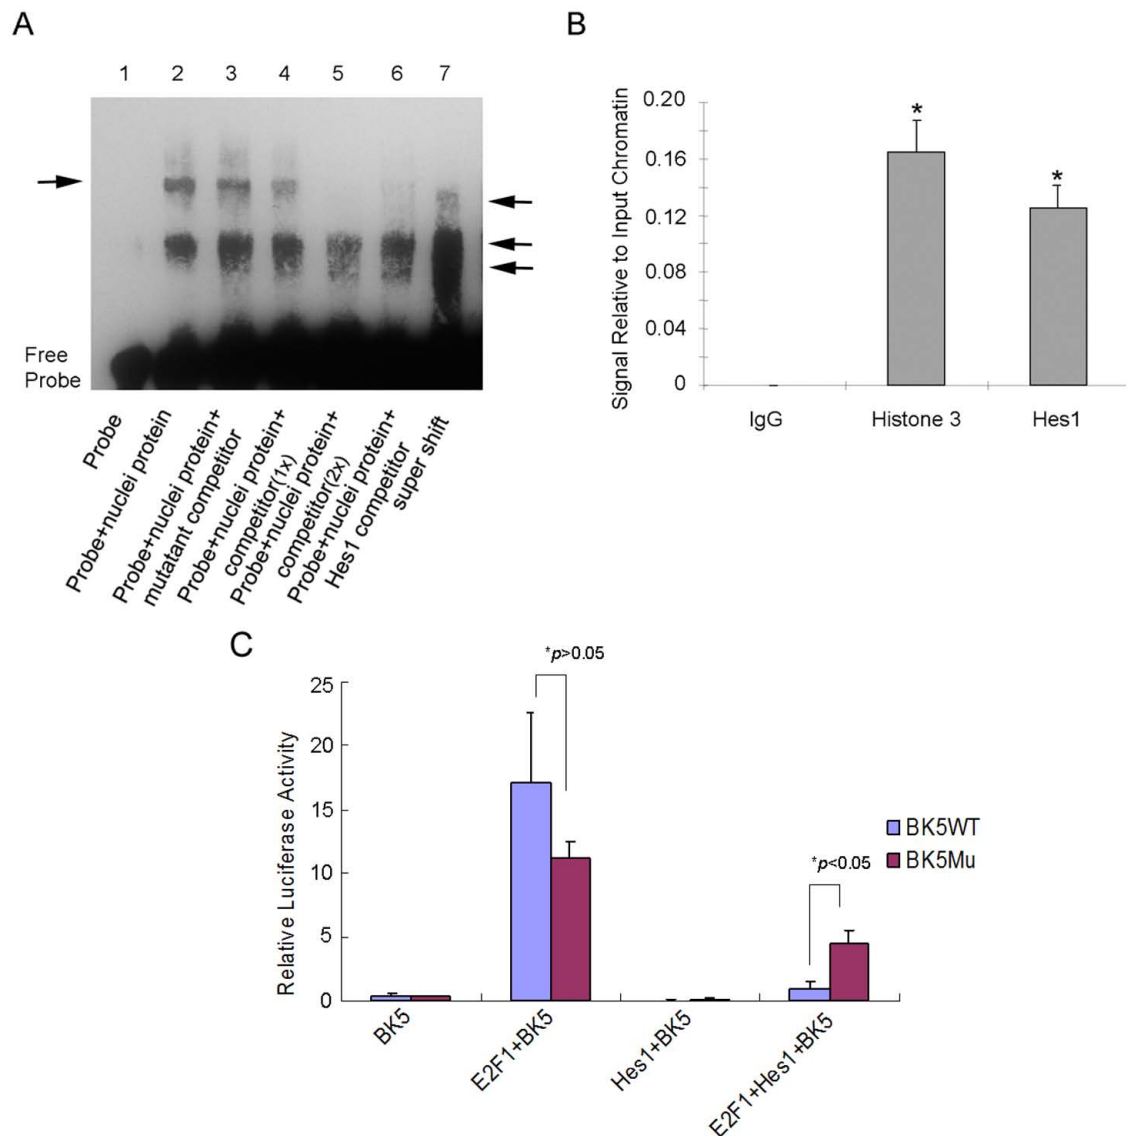 A
1 2 3 4 5 6 7
Free
Probe
Probe
Probe+nuclei protein
Probe+nuclei protein+
mutatant competitor
Probe+nuclei protein+
competitor(1x)
Probe+nuclei protein+
competitor(2x)
Probe+nuclei protein+
Hes1 competitor
super shift
B
Signal Relative to Input Chromatin
0.20
0.16
0.12
0.08
0.04
0
*
*
IgG
Histone 3
Hes1
C
Relative Luciferase Activity
25
20
15
10
5
0
*p>0.05
*p<0.05
BK5WT
BK5Mu
BK5
E2F1+BK5
Hes1+BK5
E2F1+Hes1+BK5